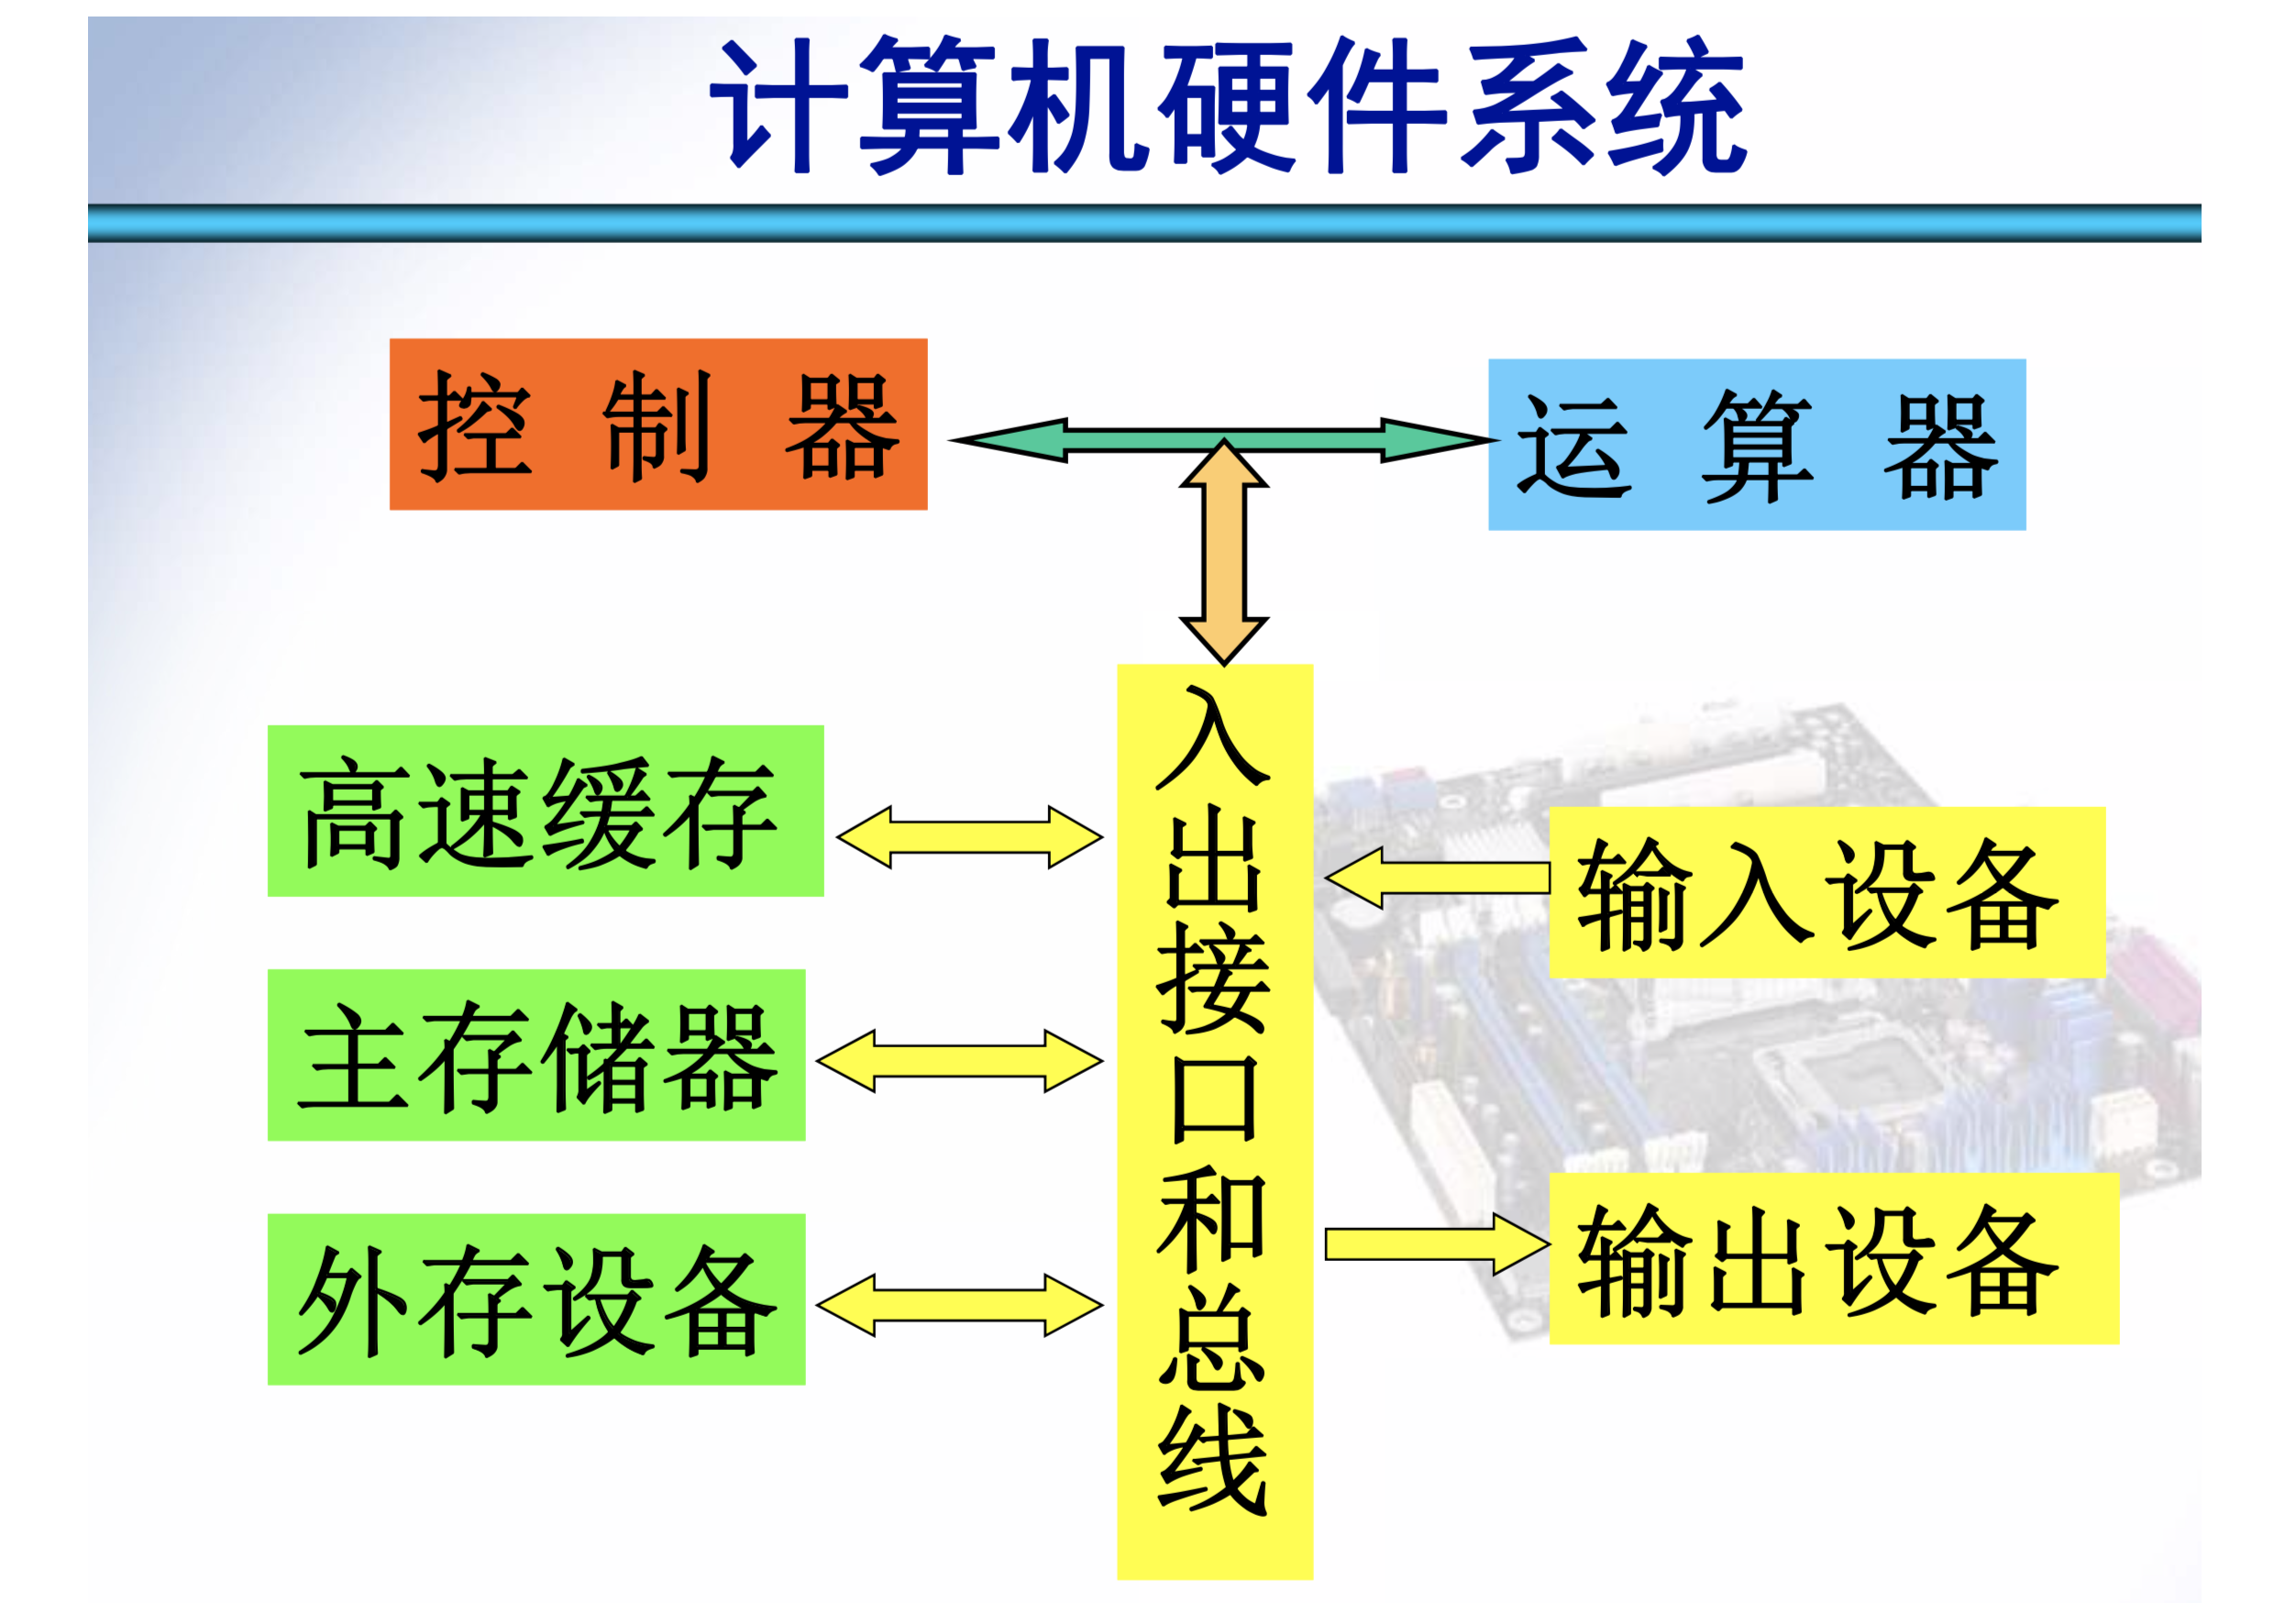 计算机硬件系统
控 制 器
运 算 器
入出接口和总线
高速缓存
主存储器
外存设备
输入设备
输出设备